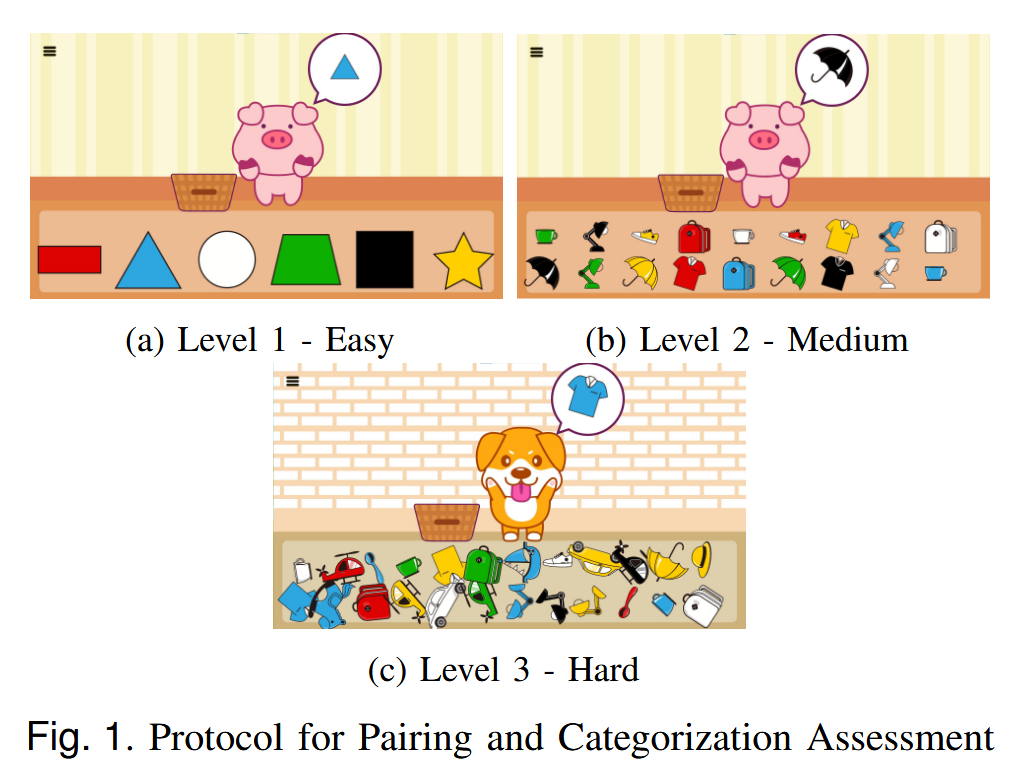 (a) Level 1 - Easy
(b) Level 2 - Medium
(c) Level 3 - Hard
Fig. 1. Protocol for Pairing and Categorization Assessment